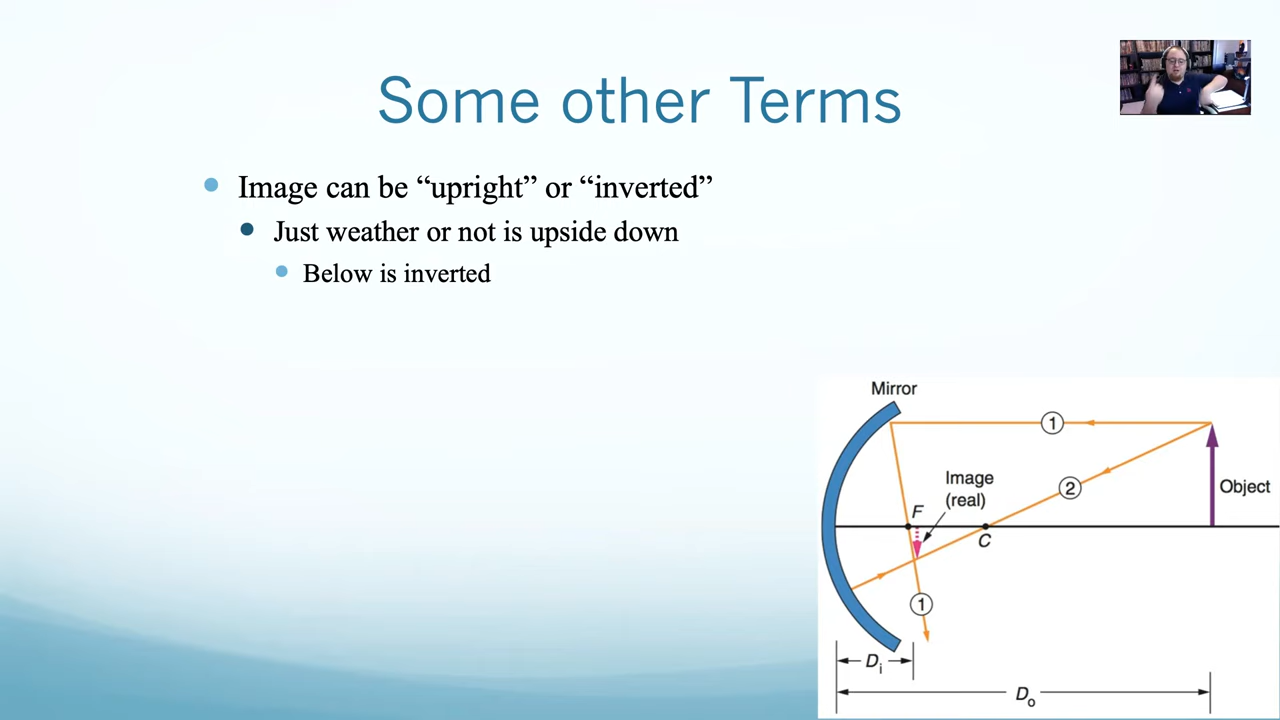 Some other Terms
Image can be “upright” or “inverted”
Just weather or not is upside down
Below is inverted
Mirror
1
2
Image
(real)
Object
F
C
1
Di
Do